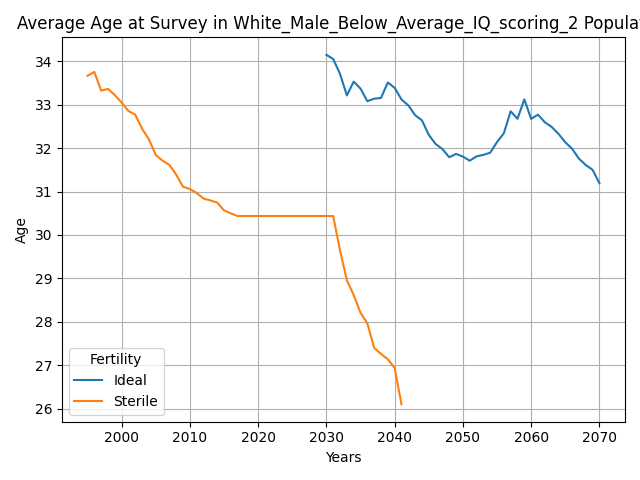 Average Age at Survey in White_Male_Below_Average_IQ_scoring_2 Populat
34
33
32
31
30
29
28
27
26
Age
Fertility
Ideal
Sterile
2000 2010 2020 2030 2040 2050 2060 2070
Years